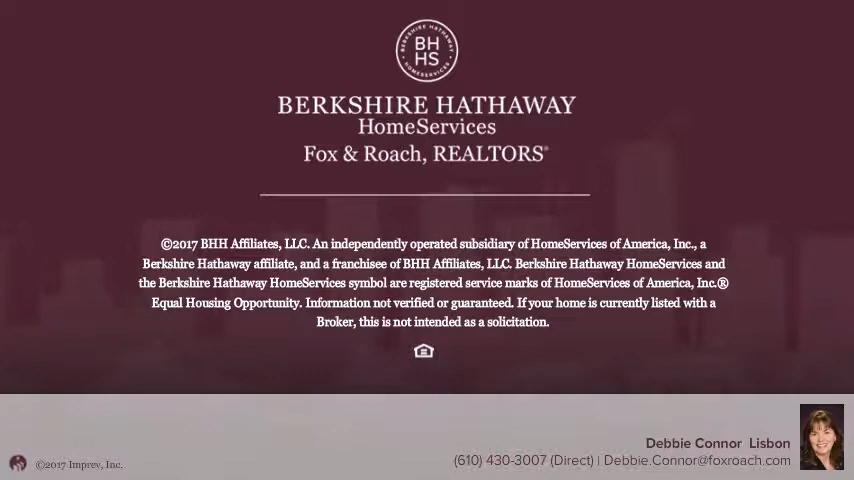 BERKSHIRE HATHAWAY
HOMESERVICES
BH
HS
BERKSHIRE HATHAWAY
HomeServices
Fox & Roach, REALTORS®
©2017 BHH Affiliates, LLC. An independently operated subsidiary of HomeServices of America, Inc., a
Berkshire Hathaway affiliate, and a franchisee of BHH Affiliates, LLC. Berkshire Hathaway HomeServices and
the Berkshire Hathaway HomeServices symbol are registered service marks of HomeServices of America, Inc.®
Equal Housing Opportunity. Information not verified or guaranteed. If your home is currently listed with a
Broker, this is not intended as a solicitation.
Debbie Connor  Lisbon
(610) 430-3007 (Direct) | Debbie.Connor@foxroach.com
©2017 Imprev, Inc.